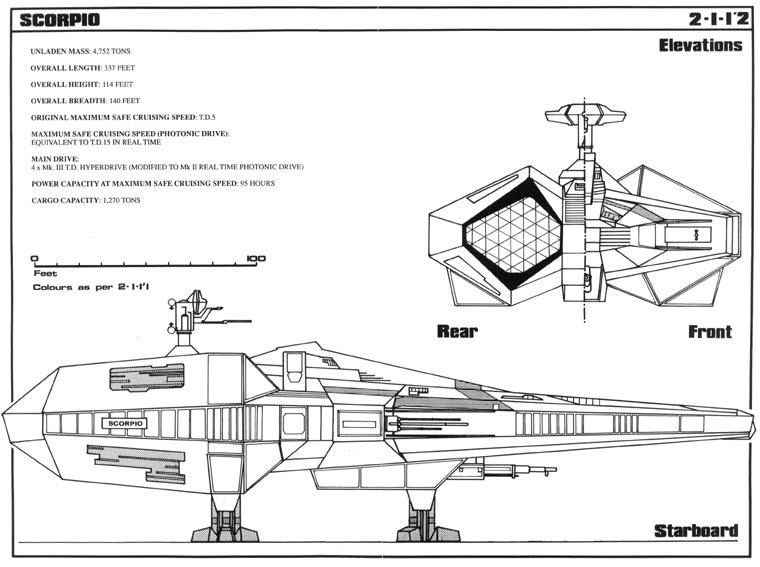 SCORPIO
2·1·1'2
Elevations
UNLADEN MASS: 4,752 TONS
OVERALL LENGTH: 337 FEET
OVERALL HEIGHT: 114 FEET
OVERALL BREADTH: 140 FEET
ORIGINAL MAXIMUM SAFE CRUISING SPEED: T.D.5
MAXIMUM SAFE CRUISING SPEED (PHOTONIC DRIVE):
EQUIVALENT TO T.D.15 IN REAL TIME
MAIN DRIVE:
4 x Mk. III T.D. HYPERDRIVE (MODIFIED TO Mk II REAL TIME PHOTONIC DRIVE)
POWER CAPACITY AT MAXIMUM SAFE CRUISING SPEED: 95 HOURS
CARGO CAPACITY: 1,270 TONS
0 100
Feet
Colours as per 2·1·1'1
Rear
Front
SCORPIO
Starboard